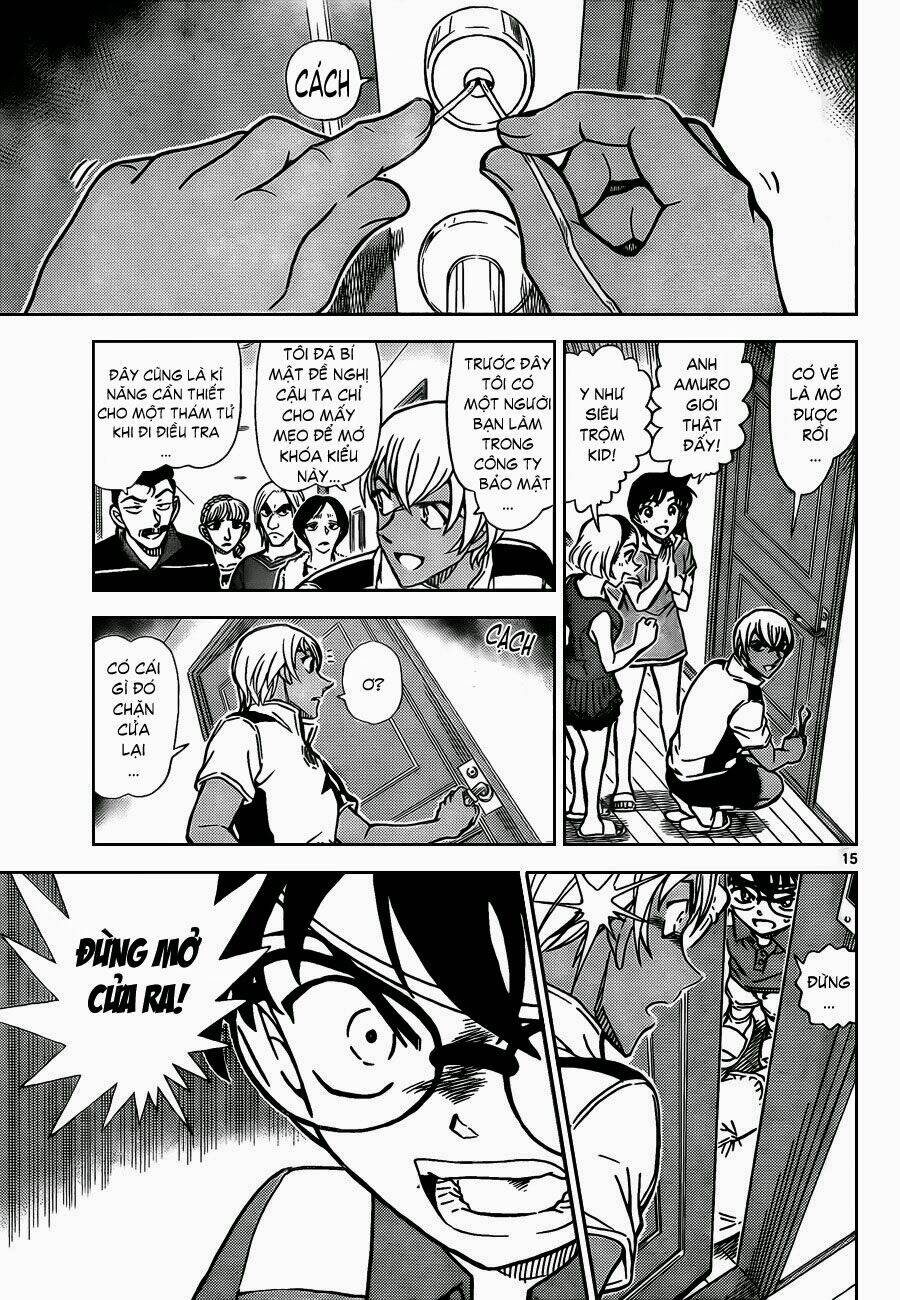 CÁCH
CÓ VẺ
LÀ MỞ
ĐƯỢC
RỒI
...
ANH
AMURO
GIỎI
THẬT
ĐẤY!
Y NHƯ
SIÊU
TRỘM
KID!
TRƯỚC ĐÂY
TÔI CÓ
MỘT NGƯỜI
BẠN LÀM
TRONG
CÔNG TY
BẢO MẬT
...
TÔI ĐÃ BÍ
MẬT ĐỀ NGHỊ
CẬU TA CHỈ
CHO MẤY
MẸO ĐỂ MỞ
KHÓA KIỂU
NÀY...
ĐÂY CŨNG LÀ KĨ
NĂNG CẦN THIẾT
CHO MỘT THÁM TỬ
KHI ĐI ĐIỀU TRA
...
CẠCH
Ơ?
CÓ CÁI
GÌ ĐÓ
CHẶN
CỬA
LẠI
...
15
ĐỪNG
...
ĐỪNG MỞ
CỬA RA!